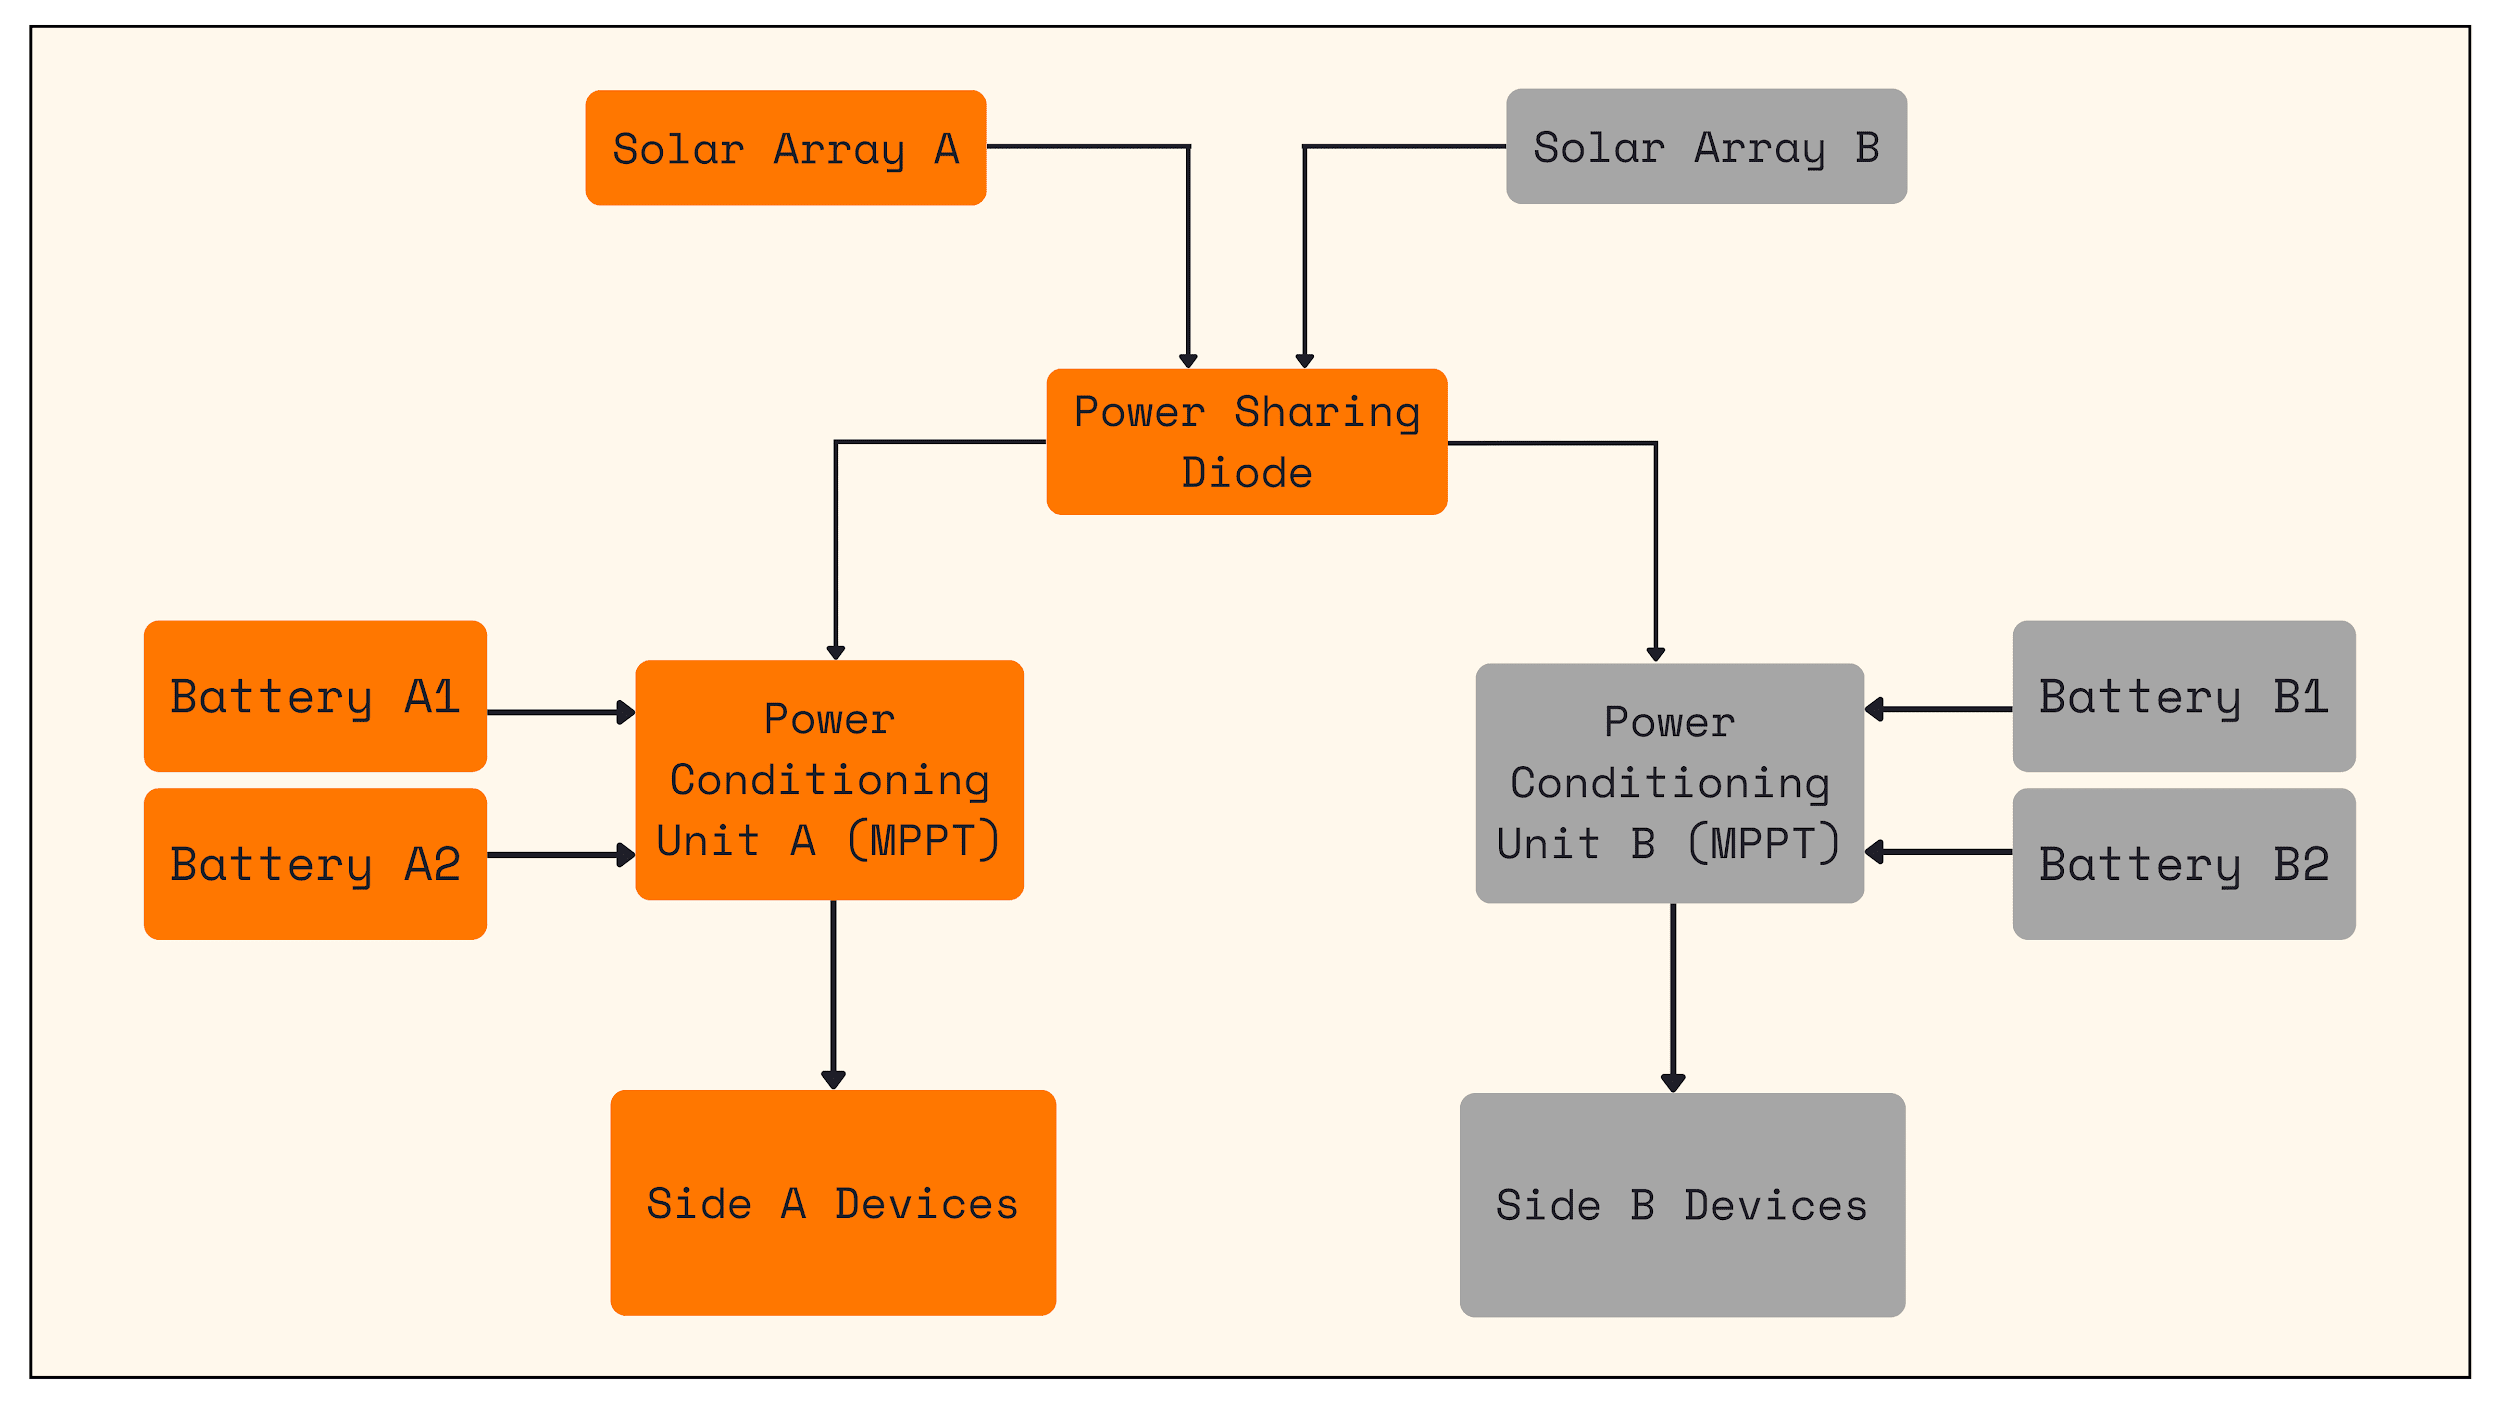 Solar Array A
Solar Array B
Power Sharing
Diode
Battery A1
Battery A2
Power
Conditioning
Unit A (MPPT)
Power
Conditioning
Unit B (MPPT)
Battery B1
Battery B2
Side A Devices
Side B Devices